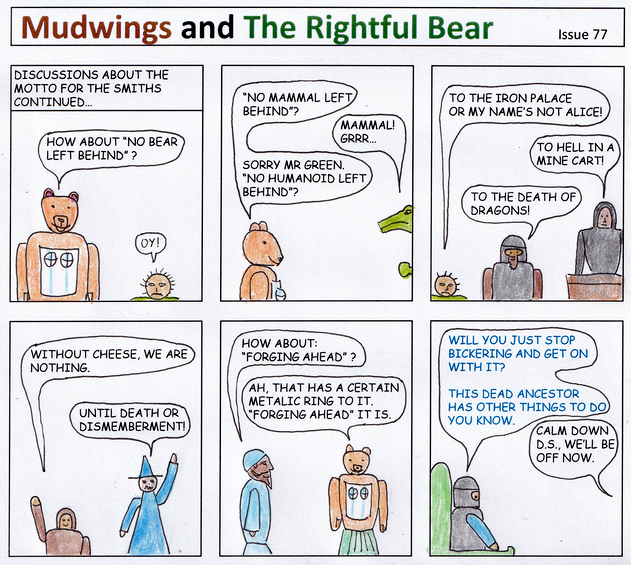 Mudwings and The Rightful Bear
Issue 77
DISCUSSIONS ABOUT THE
MOTTO FOR THE SMITHS
CONTINUED...
HOW ABOUT "NO BEAR
LEFT BEHIND" ?
OY!
"NO MAMMAL LEFT
BEHIND"?
MAMMAL!
GRRR...
SORRY MR GREEN.
"NO HUMANOID LEFT
BEHIND"?
TO THE IRON PALACE
OR MY NAME'S NOT ALICE!
TO HELL IN A
MINE CART!
TO THE DEATH OF
DRAGONS!
WITHOUT CHEESE, WE ARE
NOTHING.
UNTIL DEATH OR
DISMEMBERMENT!
HOW ABOUT:
"FORGING AHEAD" ?
AH, THAT HAS A CERTAIN
METALIC RING TO IT.
"FORGING AHEAD" IT IS.
WILL YOU JUST STOP
BICKERING AND GET ON
WITH IT?
THIS DEAD ANCESTOR
HAS OTHER THINGS TO DO
YOU KNOW.
CALM DOWN
D.S., WE'LL BE
OFF NOW.